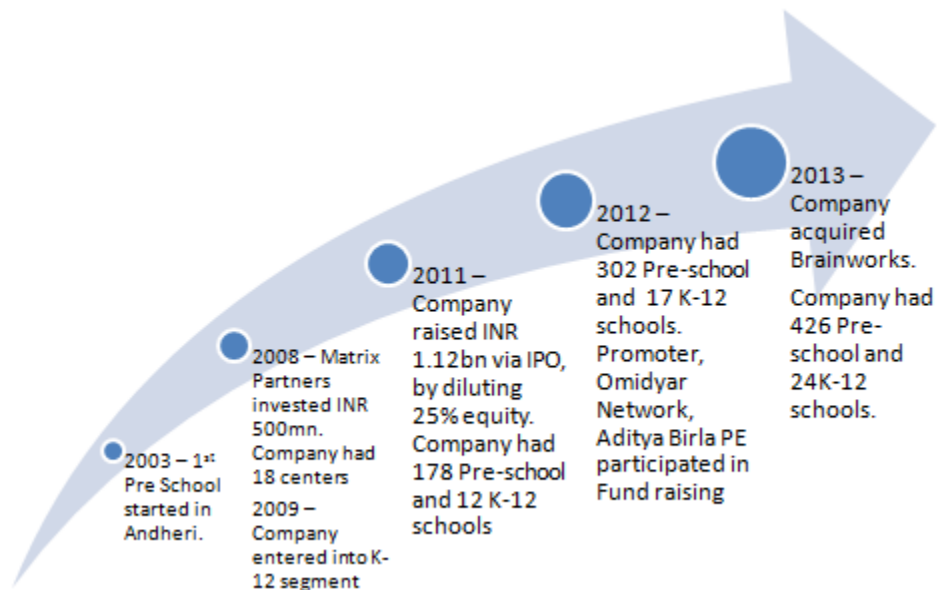 2003 – 1st
Pre School
started in
Andheri.
2008 – Matrix
Partners
invested INR
500mn.
Company had
18 centers
2009 –
Company
entered into K-
12 segment
2011 –
Company
raised INR
1.12bn via IPO,
by diluting
25% equity.
Company had
178 Pre-school
and 12 K-12
schools
2012 –
Company had
302 Pre-school
and 17 K-12
schools.
Promoter,
Omidyar
Network,
Aditya Birla PE
participated in
Fund raising
2013 –
Company
acquired
Brainworks.
Company had
426 Pre-
school and
24K-12
schools.